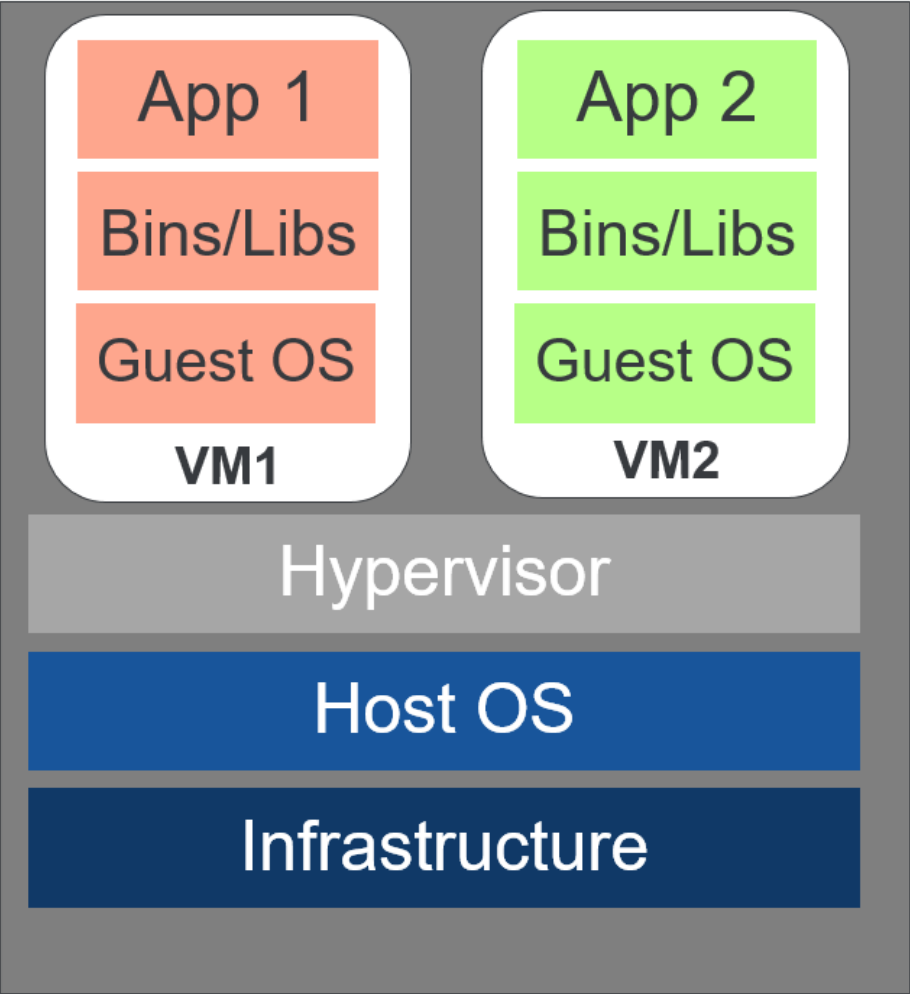 App 1
Bins/Libs
Guest OS
VM1
App 2
Bins/Libs
Guest OS
VM2
Hypervisor
Host OS
Infrastructure